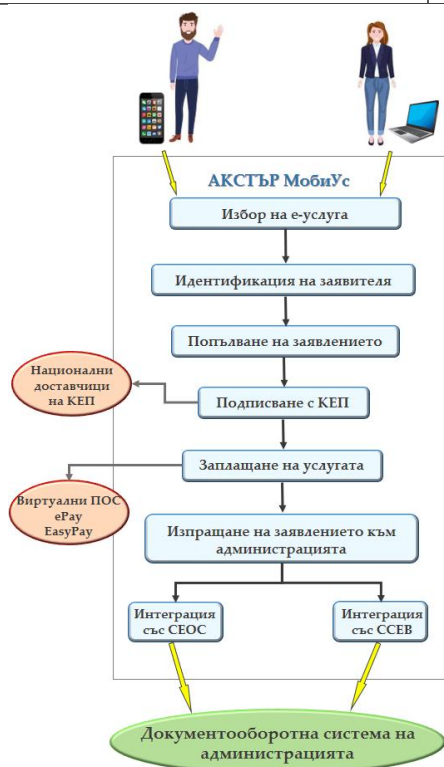 АКСТЪР МобиУс
Избор на е-услуга
Идентификация на заявителя
Попълване на заявлението
Национални
доставчици
на КЕП
Подписване с КЕП
Заплащане на услугата
Виртуални ПОС
ePay
EasyPay
Изпращане на заявлението към
администрацията
Интеграция
със СЕОС
Интеграция
със ССЕВ
Документооборотна система на
администрацията